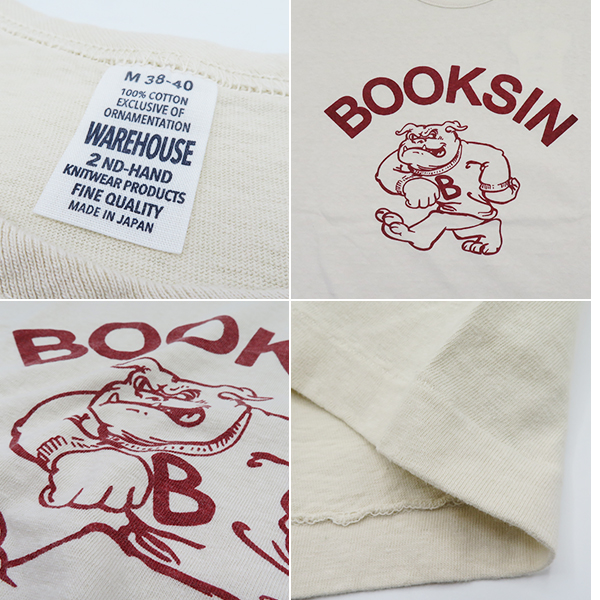 M 38-40
100% COTTON
EXCLUSIVE OF
ORNAMENTATION
WAREHOUSE
2 ND-HAND
KNITWEAR PRODUCTS
FINE QUALITY
MADE IN JAPAN
BOOKSIN
B
BOOK
B